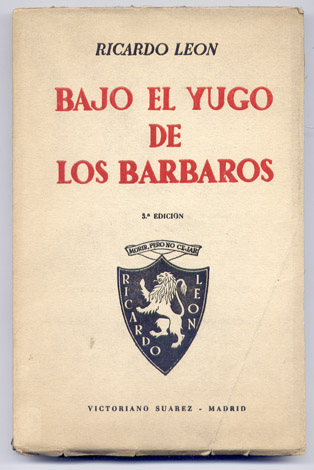 RICARDO LEON
BAJO EL YUGO
DE
LOS BARBAROS
3.ª EDICIÓN
MORIR, PERO NO CEJAR
RICARDO
LEON
VICTORIANO SUAREZ - MADRID